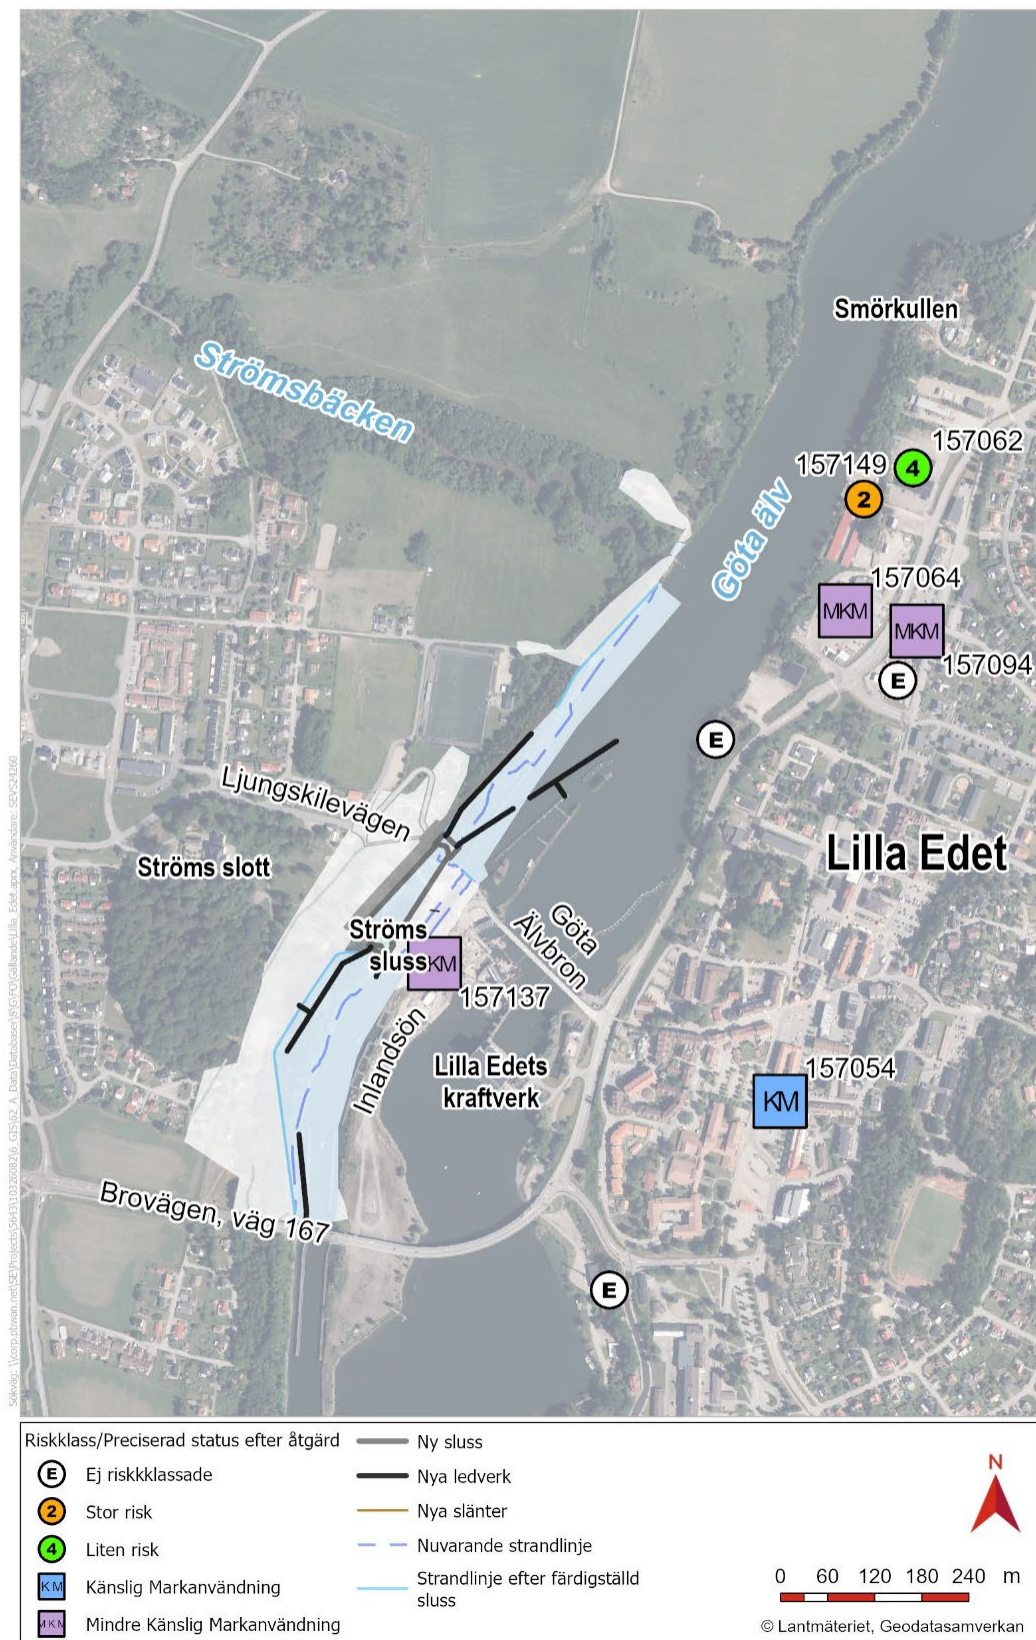 Smörkullen
Strömsbäcken
157062
157149
4
2
Göta älv
157064
MKM
MKM
157094
E
E
Ljungskilevägen
Ströms slott
Lilla Edet
Göta
Älvbron
Ströms
sluss
KM
157137
Inlandsön
Lilla Edets
kraftverk
157054
KM
Brovägen, väg 167
E
Riskklass/Preciserad status efter åtgärd
E Ej riskkklassade
2 Stor risk
4 Liten risk
KM Känslig Markanvändning
MKM Mindre Känslig Markanvändning
Ny sluss
Nya ledverk
Nya slänter
Nuvarande strandlinje
Strandlinje efter färdigställd
sluss
N
0 60 120 180 240 m
© Lantmäteriet, Geodatasamverkan